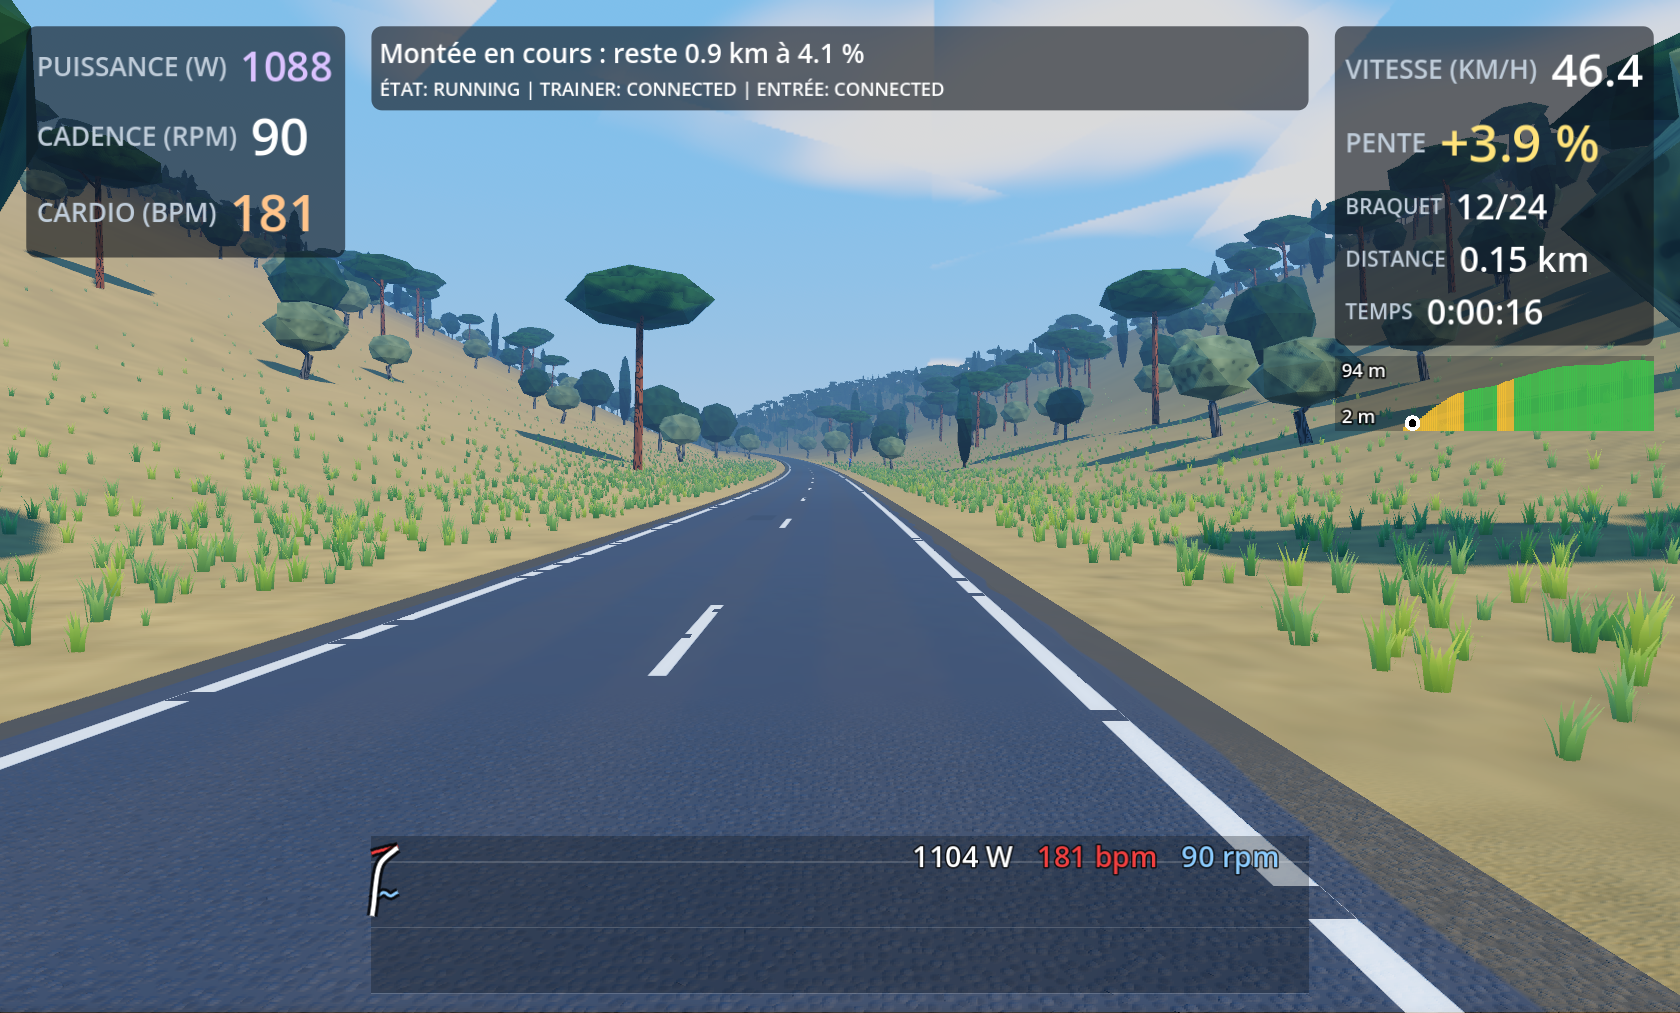 PUISSANCE (W) 1088
CADENCE (RPM) 90
CARDIO (BPM) 181
Montée en cours : reste 0.9 km à 4.1 %
ÉTAT: RUNNING | TRAINER: CONNECTED | ENTRÉE: CONNECTED
VITESSE (KM/H) 46.4
PENTE +3.9 %
BRAQUET 12/24
DISTANCE 0.15 km
TEMPS 0:00:16
94 m
2 m
1104 W 181 bpm 90 rpm